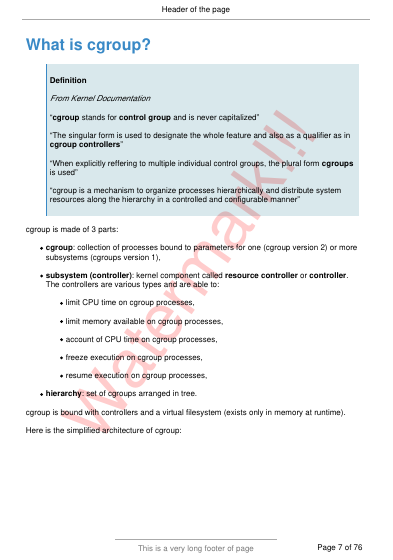 Header of the page
What is cgroup?
Definition
From Kernel Documentation
“cgroup stands for control group and is never capitalized”
“The singular form is used to designate the whole feature and also as a qualifier as in
cgroup controllers”
“When explicitly reffering to multiple individual control groups, the plural form cgroups
is used”
“cgroup is a mechanism to organize processes hierarchically and distribute system
resources along the hierarchy in a controlled and configurable manner”
cgroup is made of 3 parts:
• cgroup: collection of processes bound to parameters for one (cgroup version 2) or more
subsystems (cgroups version 1),
• subsystem (controller): kernel component called resource controller or controller.
The controllers are various types and are able to:
• limit CPU time on cgroup processes,
• limit memory available on cgroup processes,
• account of CPU time on cgroup processes,
• freeze execution on cgroup processes,
• resume execution on cgroup processes,
• hierarchy: set of cgroups arranged in tree.
cgroup is bound with controllers and a virtual filesystem (exists only in memory at runtime).
Here is the simplified architecture of cgroup:
Watermark!!!
This is a very long footer of page
Page 7 of 76